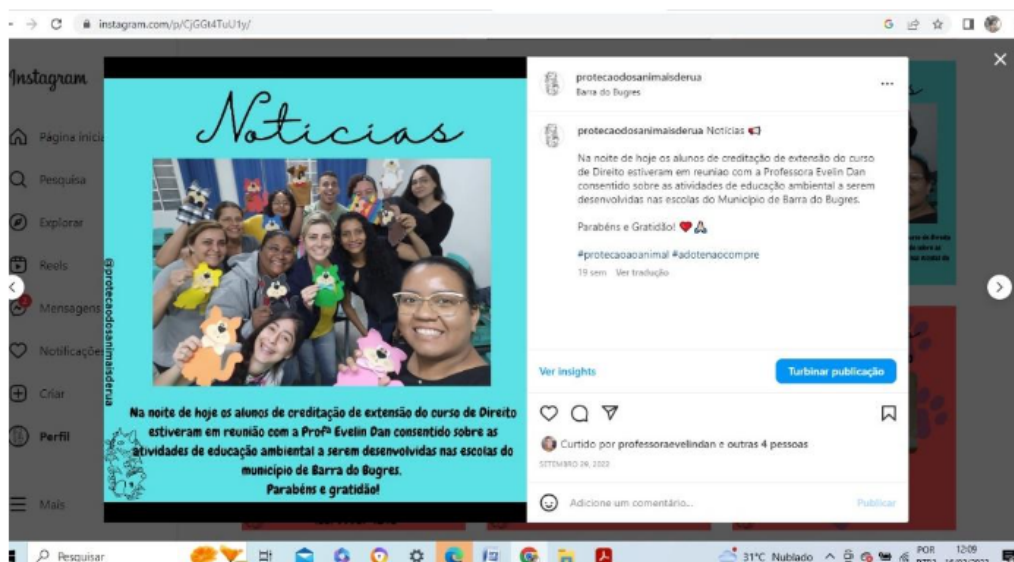 instagram.com/p/CjGGt4TuU1y/
Instagram
Página inicia
Pesquisa
Explorar
Reels
Mensagens
2
Notificações
Criar
Perfil
Mais
Noticias
@protecaodosanimaisderua
Na noite de hoje os alunos de creditação de extensão do curso de Direito
estiveram em reunião com a Profª Evelin Dan consentido sobre as
atividades de educação ambiental a serem desenvolvidas nas escolas do
município de Barra do Bugres.
Parabéns e gratidão!
protecaodosanimaisderua
Barra do Bugres
protecaodosanimaisderua Notícias 📢
Na noite de hoje os alunos de creditação de extensão do curso
de Direito estiveram em reuniao com a Professora Evelin Dan
consentido sobre as atividades de educação ambiental a serem
desenvolvidas nas escolas do Município de Barra do Bugres.
Parabéns e Gratidão! ❤️🙏
#protecaoaoanimal #adotenaocompre
19 sem Ver tradução
Ver insights
Turbinar publicação
Curtido por professoraevelindan e outras 4 pessoas
SETEMBRO 29, 2022
Adicione um comentário...
Publicar
Pesquisar
31°C Nublado
POR
12:09